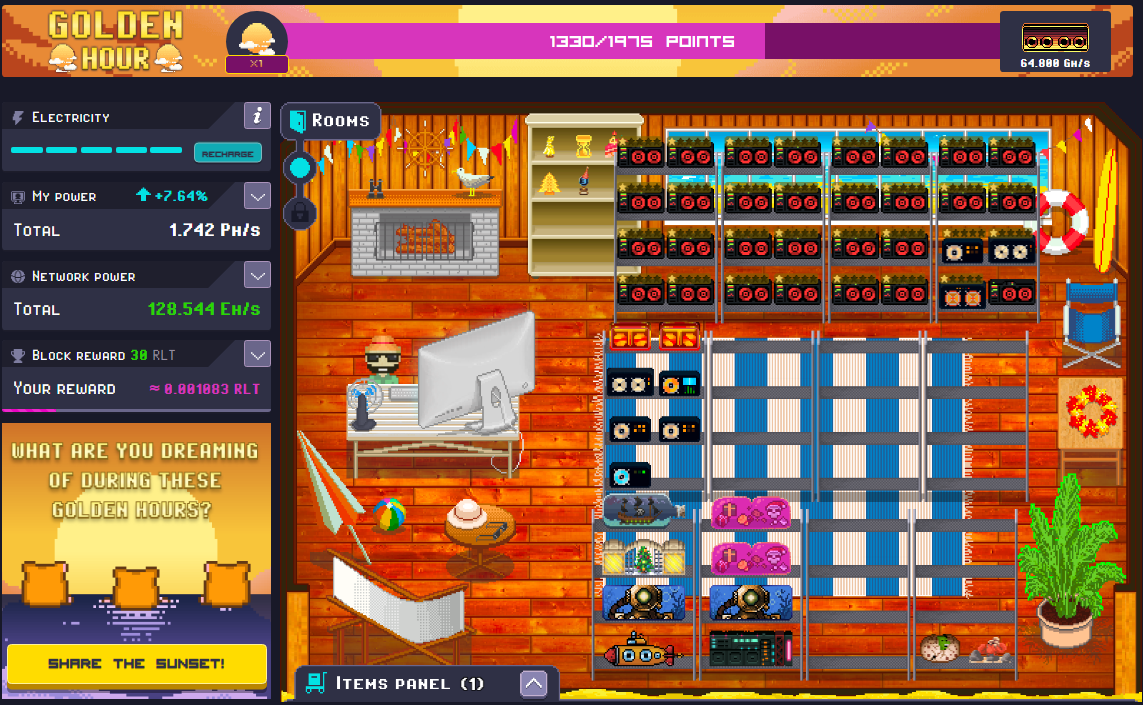 GOLDEN
HOUR
X1
1330/1975 POINTS
64.800 Gh/s
ELECTRICITY
i
RECHARGE
MY POWER +7.64%
TOTAL 1.742 PH/s
NETWORK POWER
TOTAL 128.544 EH/s
BLOCK REWARD 30 RLT
YOUR REWARD ≈ 0.001083 RLT
WHAT ARE YOU DREAMING
OF DURING THESE
GOLDEN HOURS?
SHARE THE SUNSET!
ROOMS
ITEMS PANEL (1)